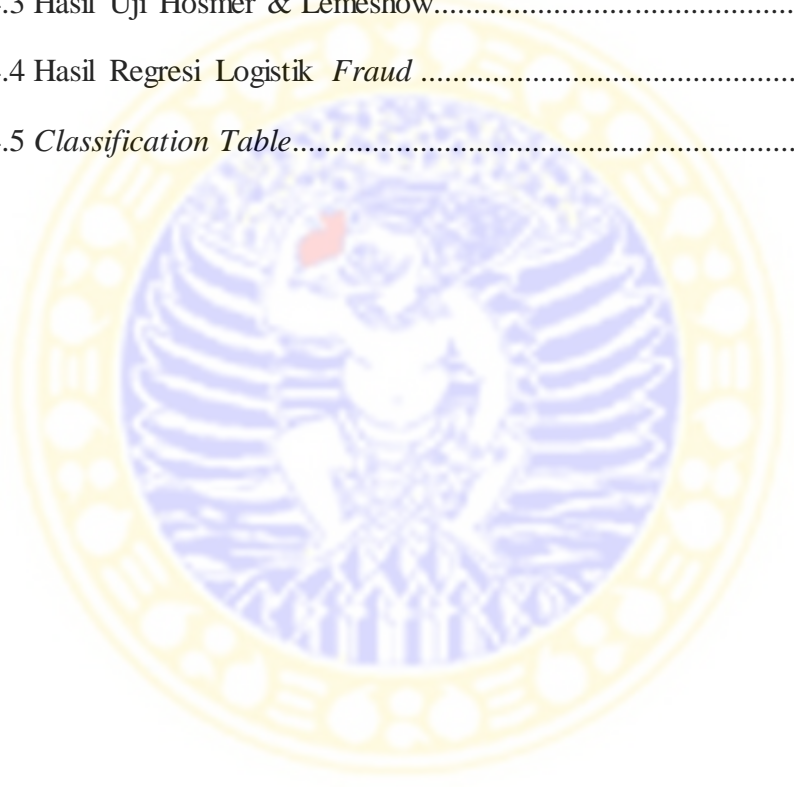 .3 Hasil Uji Hosmer & Lemeshow..........................................
.4 Hasil Regresi Logistik Fraud ............................................
.5 Classification Table............................................................